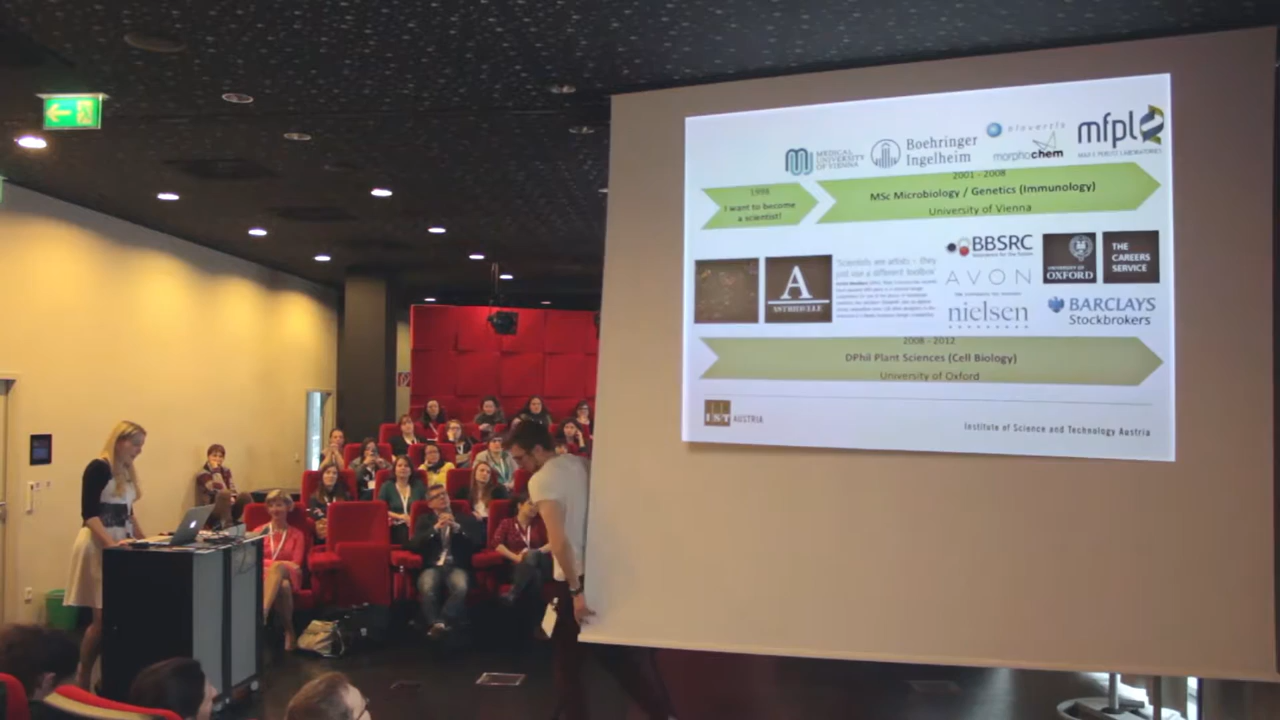 MEDICAL
UNIVERSITY
OF VIENNA
Boehringer
Ingelheim
morphochem
mfpl
MAX F. PERUTZ LABORATORIES
1998
I want to become
a scientist!
2001 - 2008
MSc Microbiology / Genetics (Immunology)
University of Vienna
A
'Scientists are artists – they
just use a different toolbox'
BBSRC
AVON
nielsen
UNIVERSITY OF
OXFORD
THE
CAREERS
SERVICE
BARCLAYS
Stockbrokers
2008 - 2012
DPhil Plant Sciences (Cell Biology)
University of Oxford
IST AUSTRIA
Institute of Science and Technology Austria